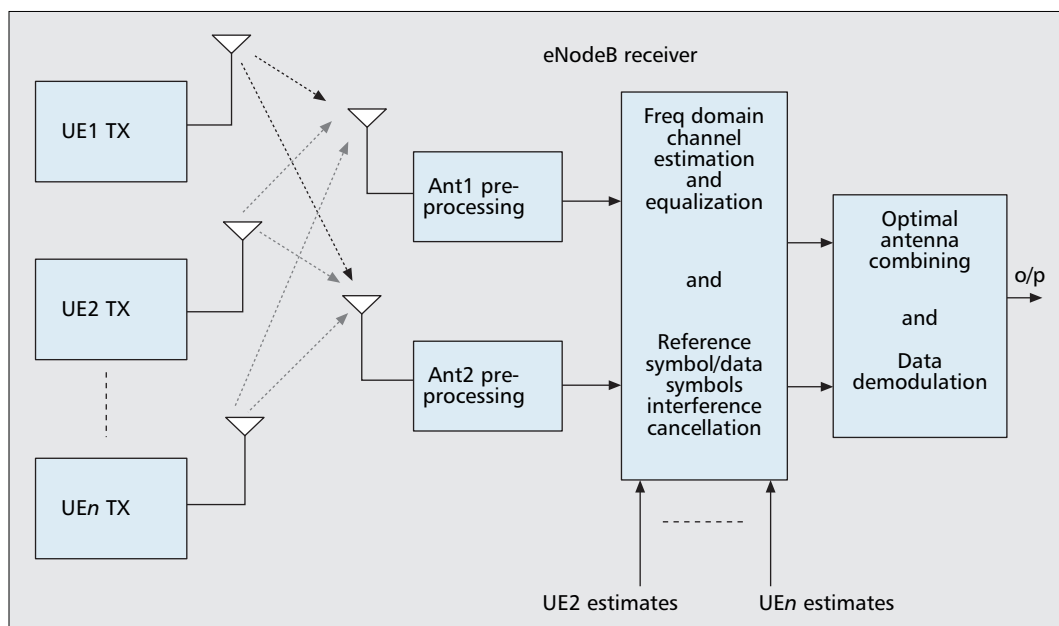 eNodeB receiver
UE1 TX
UE2 TX
UEn TX
Ant1 pre-
processing
Ant2 pre-
processing
Freq domain
channel
estimation
and
equalization
and
Reference
symbol/data
symbols
interference
cancellation
Optimal
antenna
combining
and
Data
demodulation
o/p
UE2 estimates
UEn estimates